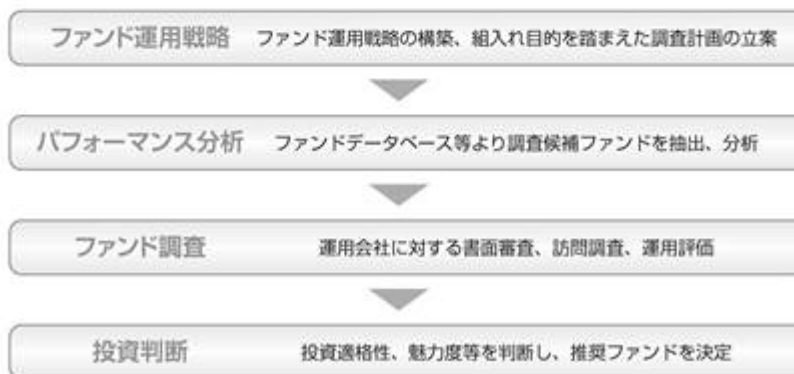 ファンド運用戦略 ファンド運用戦略の構築、組入れ目的を踏まえた調査計画の立案
パフォーマンス分析 ファンドデータベース等より調査候補ファンドを抽出、分析
ファンド調査 運用会社に対する書面審査、訪問調査、運用評価
投資判断 投資適格性、魅力度等を判断し、推奨ファンドを決定